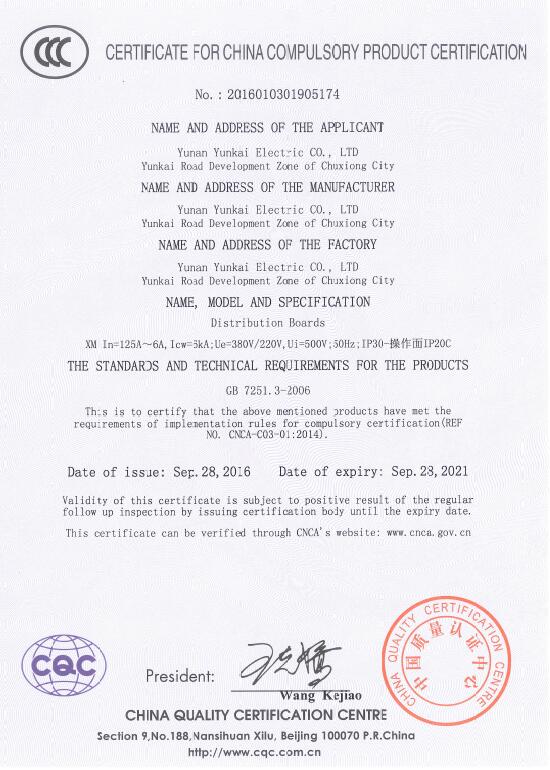 CCC
CERTIFICATE FOR CHINA COMPULSORY PRODUCT CERTIFICATION
No.: 2016010301905174
NAME AND ADDRESS OF THE APPLICANT
Yunan Yunkai Electric CO., LTD
Yunkai Road Development Zone of Chuxiong City
NAME AND ADDRESS OF THE MANUFACTURER
Yunan Yunkai Electric CO., LTD
Yunkai Road Development Zone of Chuxiong City
NAME AND ADDRESS OF THE FACTORY
Yunan Yunkai Electric CO., LTD
Yunkai Road Development Zone of Chuxiong City
NAME, MODEL AND SPECIFICATION
Distribution Boards
XM In=125A~6A,Icw=5kA;Ue=380V/220V,Ui=500V;50Hz;IP30-操作面IP20C
THE STANDARDS AND TECHNICAL REQUIREMENTS FOR THE PRODUCTS
GB 7251.3-2006
This is to certify that the above mentioned products have met the
requirements of implementation rules for compulsory certification(REF
NO. CNCA-C03-01:2014).
Date of issue: Sep.28,2016 Date of expiry: Sep.28,2021
Validity of this certificate is subject to positive result of the regular
follow up inspection by issuing certification body until the expiry date.
This certificate can be verified through CNCA's website: www.cnca.gov.cn
CQC
President:
Wang Kejiao
CHINA QUALITY CERTIFICATION CENTRE
中国质量认证中心
CHINA QUALITY CERTIFICATION CENTRE
Section 9,No.188,Nansihuan Xilu, Beijing 100070 P.R.China
http://www.cqc.com.cn